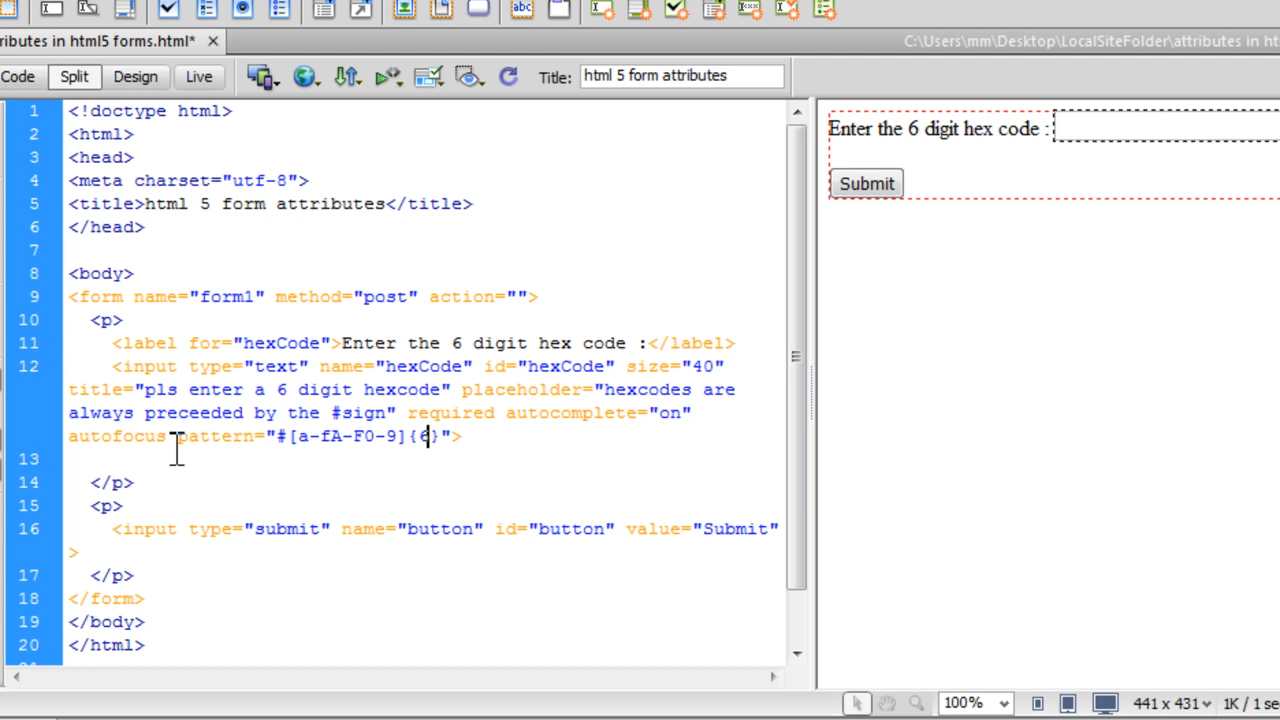 abc
ributes in html5 forms.html* ×
C:\Users\mm\Desktop\LocalSiteFolder\attributes in ht
Code Split Design Live Title: html 5 form attributes
1 <!doctype html>
2 <html>
3 <head>
4 <meta charset="utf-8">
5 <title>html 5 form attributes</title>
6 </head>
7
8 <body>
9 <form name="form1" method="post" action="">
10 <p>
11 <label for="hexCode">Enter the 6 digit hex code :</label>
12 <input type="text" name="hexCode" id="hexCode" size="40"
title="pls enter a 6 digit hexcode" placeholder="hexcodes are
always preceeded by the #sign" required autocomplete="on"
autofocus pattern="#[a-fA-F0-9]{6}">
13
14 </p>
15 <p>
16 <input type="submit" name="button" id="button" value="Submit"
>
17 </p>
18 </form>
19 </body>
20 </html>
Enter the 6 digit hex code :
Submit
100% 441 x 431 1K / 1 se